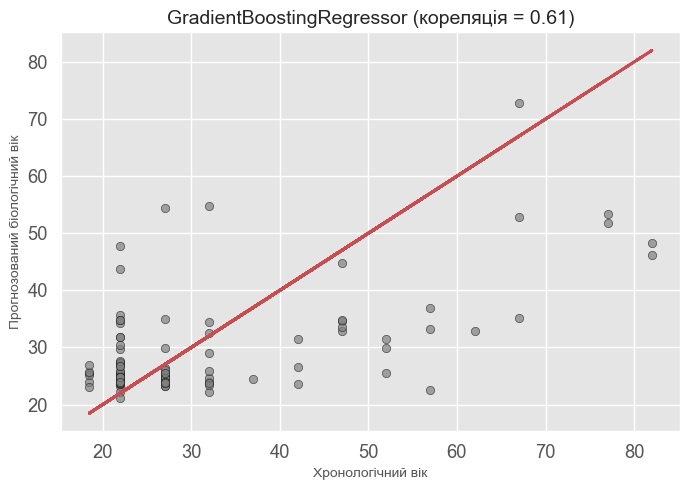 GradientBoostingRegressor (кореляція = 0.61)
Прогнозований біологічний вік
80
70
60
50
40
30
20
20 30 40 50 60 70 80
Хронологічний вік